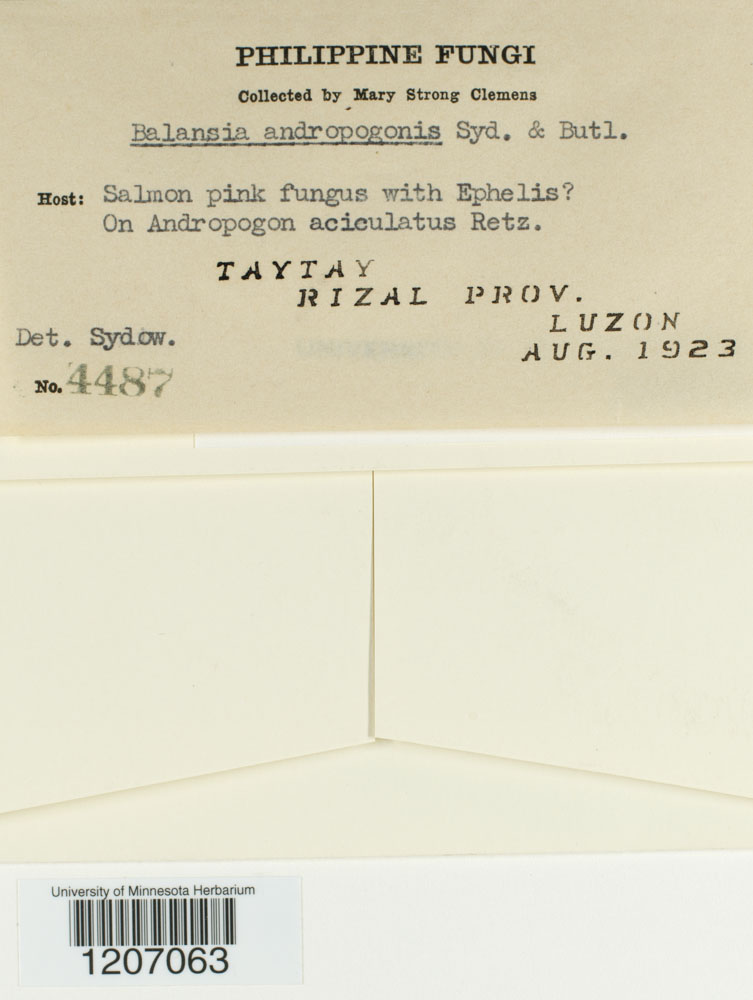 PHILIPPINE FUNGI
Collected by Mary Strong Clemens
Balansia andropogonis Syd. & Butl.
Host: Salmon pink fungus with Ephelis?
On Andropogon aciculatus Retz.
TAYTAY
RIZAL PROV.
LUZON
Det. Sydow.
AUG. 1923
No. 4487
University of Minnesota Herbarium
1207063